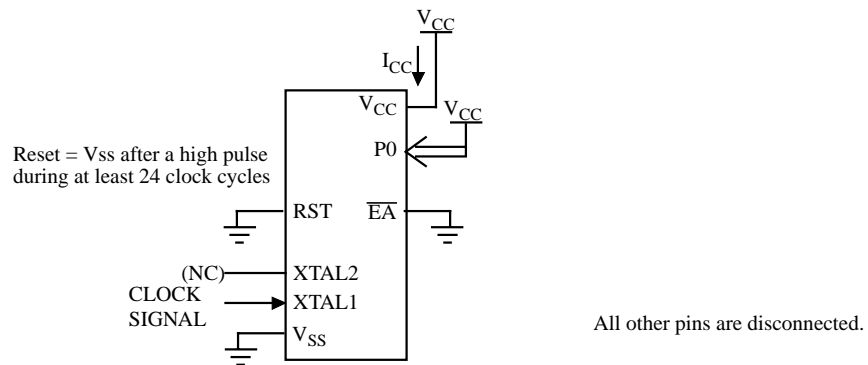 VCC
ICC
VCC
VCC
P0
Reset = Vss after a high pulse
during at least 24 clock cycles
RST
EA
(NC)
XTAL2
CLOCK
SIGNAL
XTAL1
VSS
All other pins are disconnected.